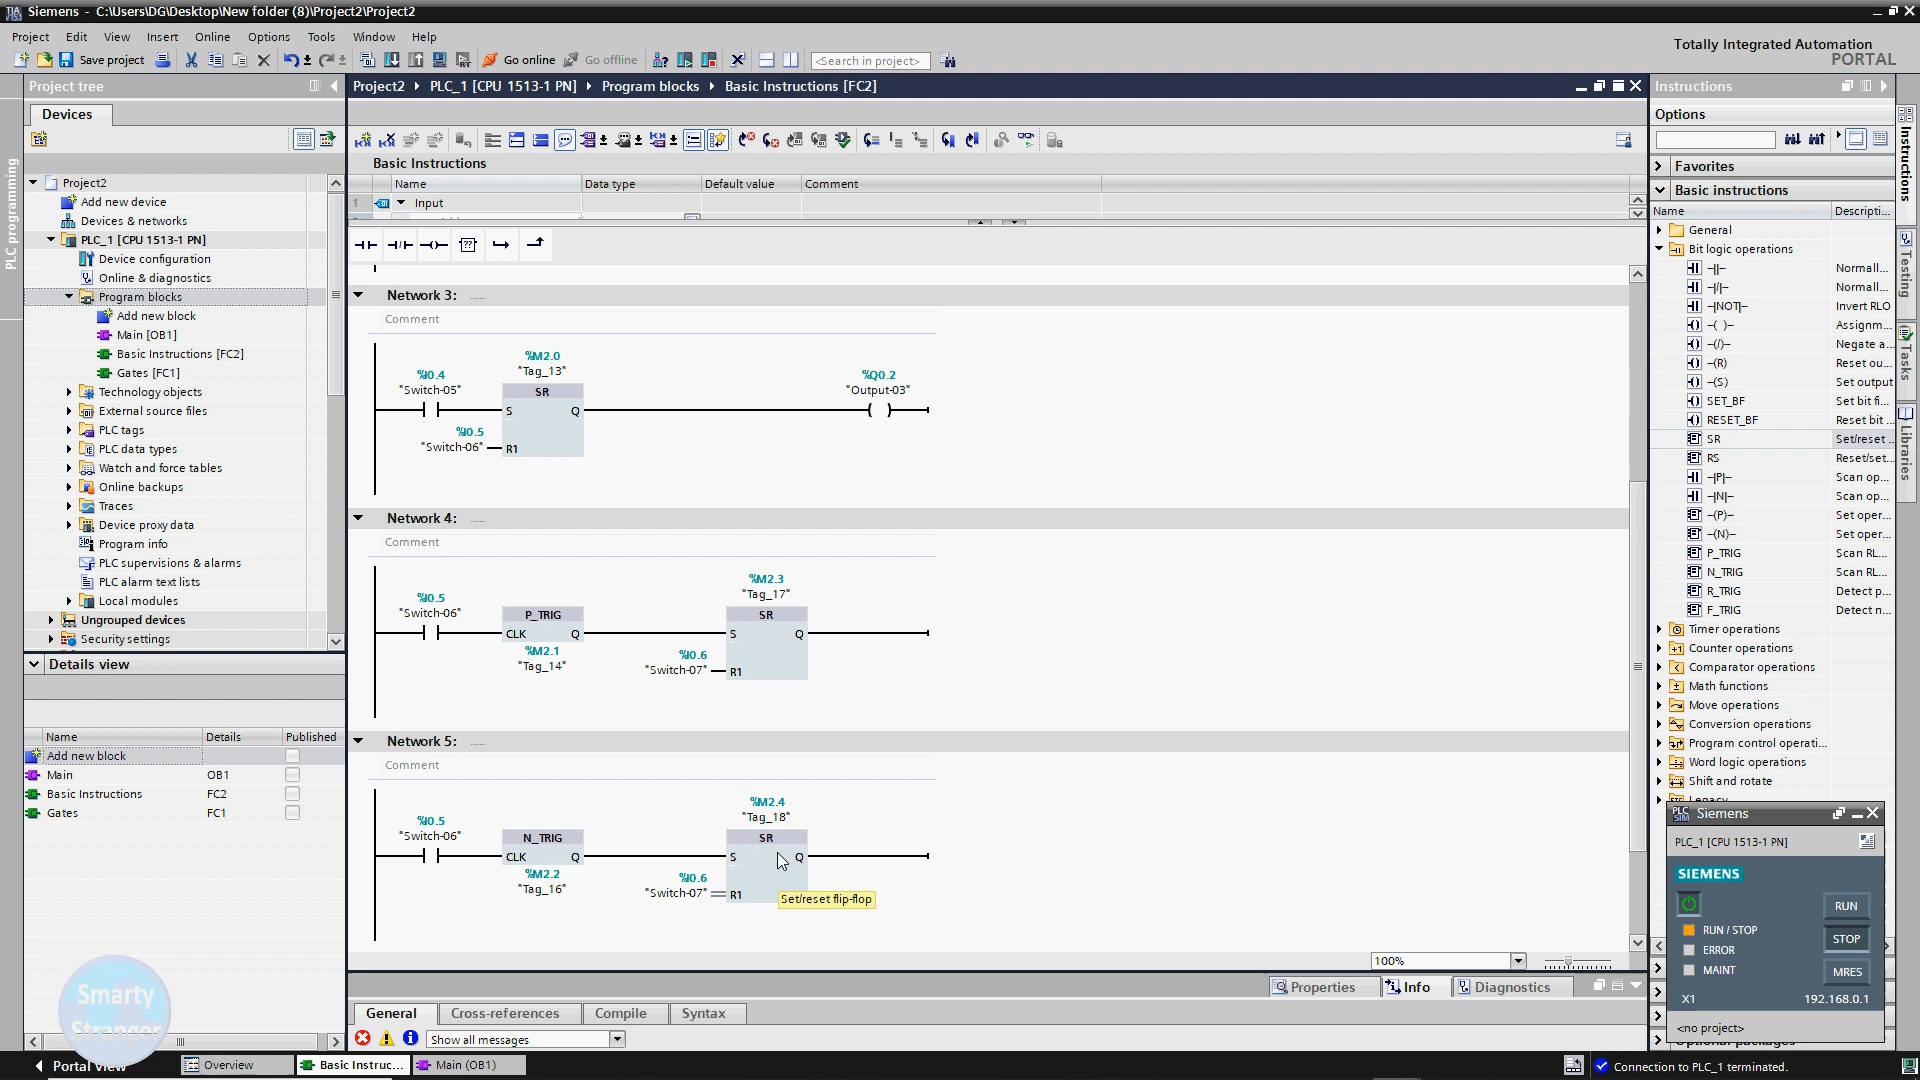 Siemens - C:\Users\DG\Desktop\New folder (8)\Project2\Project2
Project Edit View Insert Online Options Tools Window Help
Totally Integrated Automation
PORTAL
Save project
Go online
Go offline
<Search in project>
Project tree
Devices
PLC programming
Project2
Add new device
Devices & networks
PLC_1 [CPU 1513-1 PN]
Device configuration
Online & diagnostics
Program blocks
Add new block
Main [OB1]
Basic Instructions [FC2]
Gates [FC1]
Technology objects
External source files
PLC tags
PLC data types
Watch and force tables
Online backups
Traces
Device proxy data
Program info
PLC supervisions & alarms
PLC alarm text lists
Local modules
Ungrouped devices
Security settings
Details view
Name Details Published
Add new block
Main OB1
Basic Instructions FC2
Gates FC1
Smarty
Stranger
Project2 PLC_1 [CPU 1513-1 PN] Program blocks Basic Instructions [FC2]
Basic Instructions
Name Data type Default value Comment
1 Input
Network 3: .....
Comment
%M2.0
"Tag_13"
%I0.4
"Switch-05"
SR
S Q
%I0.5
"Switch-06"
R1
%Q0.2
"Output-03"
Network 4: .....
Comment
%I0.5
"Switch-06"
P_TRIG
CLK Q
%M2.1
"Tag_14"
%M2.3
"Tag_17"
SR
S Q
%I0.6
"Switch-07"
R1
Network 5: .....
Comment
%I0.5
"Switch-06"
N_TRIG
CLK Q
%M2.2
"Tag_16"
%M2.4
"Tag_18"
SR
S Q
%I0.6
"Switch-07"
R1
Set/reset flip-flop
100%
Properties Info Diagnostics
General Cross-references Compile Syntax
Show all messages
Instructions
Options
Favorites
Basic instructions
Name Descripti...
General
Bit logic operations
-||- Normall...
-|/|- Normall...
-|NOT|- Invert RLO
-( )- Assignm...
-(/)- Negate a...
-(R) Reset ou...
-(S) Set output
SET_BF Set bit fi...
RESET_BF Reset bit ...
SR Set/reset ...
RS Reset/set...
-|P|- Scan op...
-|N|- Scan op...
-(P)- Set oper...
-(N)- Set oper...
P_TRIG Scan RL...
N_TRIG Scan RL...
R_TRIG Detect p...
F_TRIG Detect n...
Timer operations
Counter operations
Comparator operations
Math functions
Move operations
Conversion operations
Program control operati...
Word logic operations
Shift and rotate
Legacy
Instructions
Testing
Tasks
Libraries
PLC SIM Siemens
PLC_1 [CPU 1513-1 PN]
SIEMENS
RUN
RUN / STOP
STOP
ERROR
MAINT
MRES
X1 192.168.0.1
<no project>
Optional packages
Portal view Overview Basic Instruc... Main (OB1)
Connection to PLC_1 terminated.